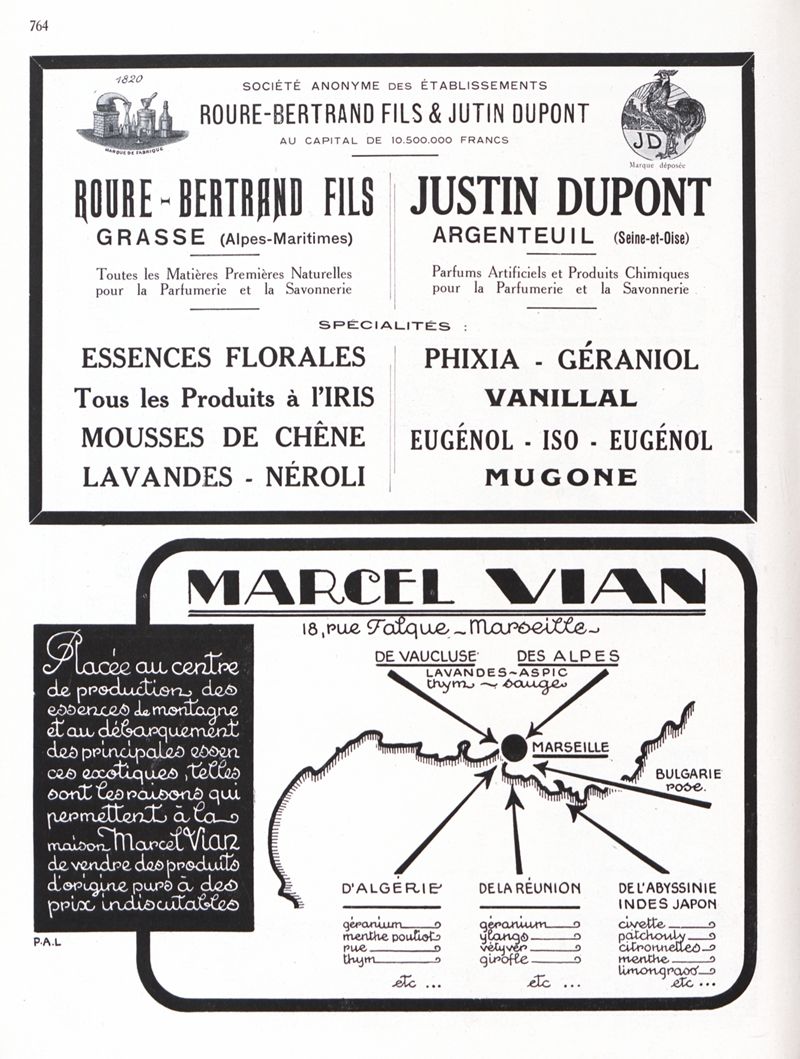 764
1820
MARQUE DE FABRIQUE
SOCIÉTÉ ANONYME DES ÉTABLISSEMENTS
ROURE-BERTRAND FILS & JUTIN DUPONT
AU CAPITAL DE 10.500.000 FRANCS
JD
Marque déposée
ROURE-BERTRAND FILS
GRASSE (Alpes-Maritimes)
Toutes les Matières Premières Naturelles
pour la Parfumerie et la Savonnerie
JUSTIN DUPONT
ARGENTEUIL (Seine-et-Oise)
Parfums Artificiels et Produits Chimiques
pour la Parfumerie et la Savonnerie
SPÉCIALITÉS :
ESSENCES FLORALES
Tous les Produits à l'IRIS
MOUSSES DE CHÊNE
LAVANDES - NÉROLI
PHIXIA - GÉRANIOL
VANILLAL
EUGÉNOL - ISO - EUGÉNOL
MUGONE
MARCEL VIAN
18, rue Falque - Marseille
Placée au centre
de production des
essences de montagne
et au débarquement
des principales essen
ces exotiques, telles
sont les raisons qui
permettent à la
maison Marcel Vian
de vendre des produits
d'origine purs à des
prix indiscutables
P.A.L
DE VAUCLUSE DES ALPES
LAVANDES-ASPIC
thym - sauge
MARSEILLE
BULGARIE
rose.
D'ALGÉRIE
géranium
menthe pouliot
rue
thym
etc ...
DE LA RÉUNION
géranium
ylangs
vétyver
girofle
etc ...
DE L'ABYSSINIE
INDES JAPON
civette
patchouly
citronnelles
menthe
limongrass
etc ...